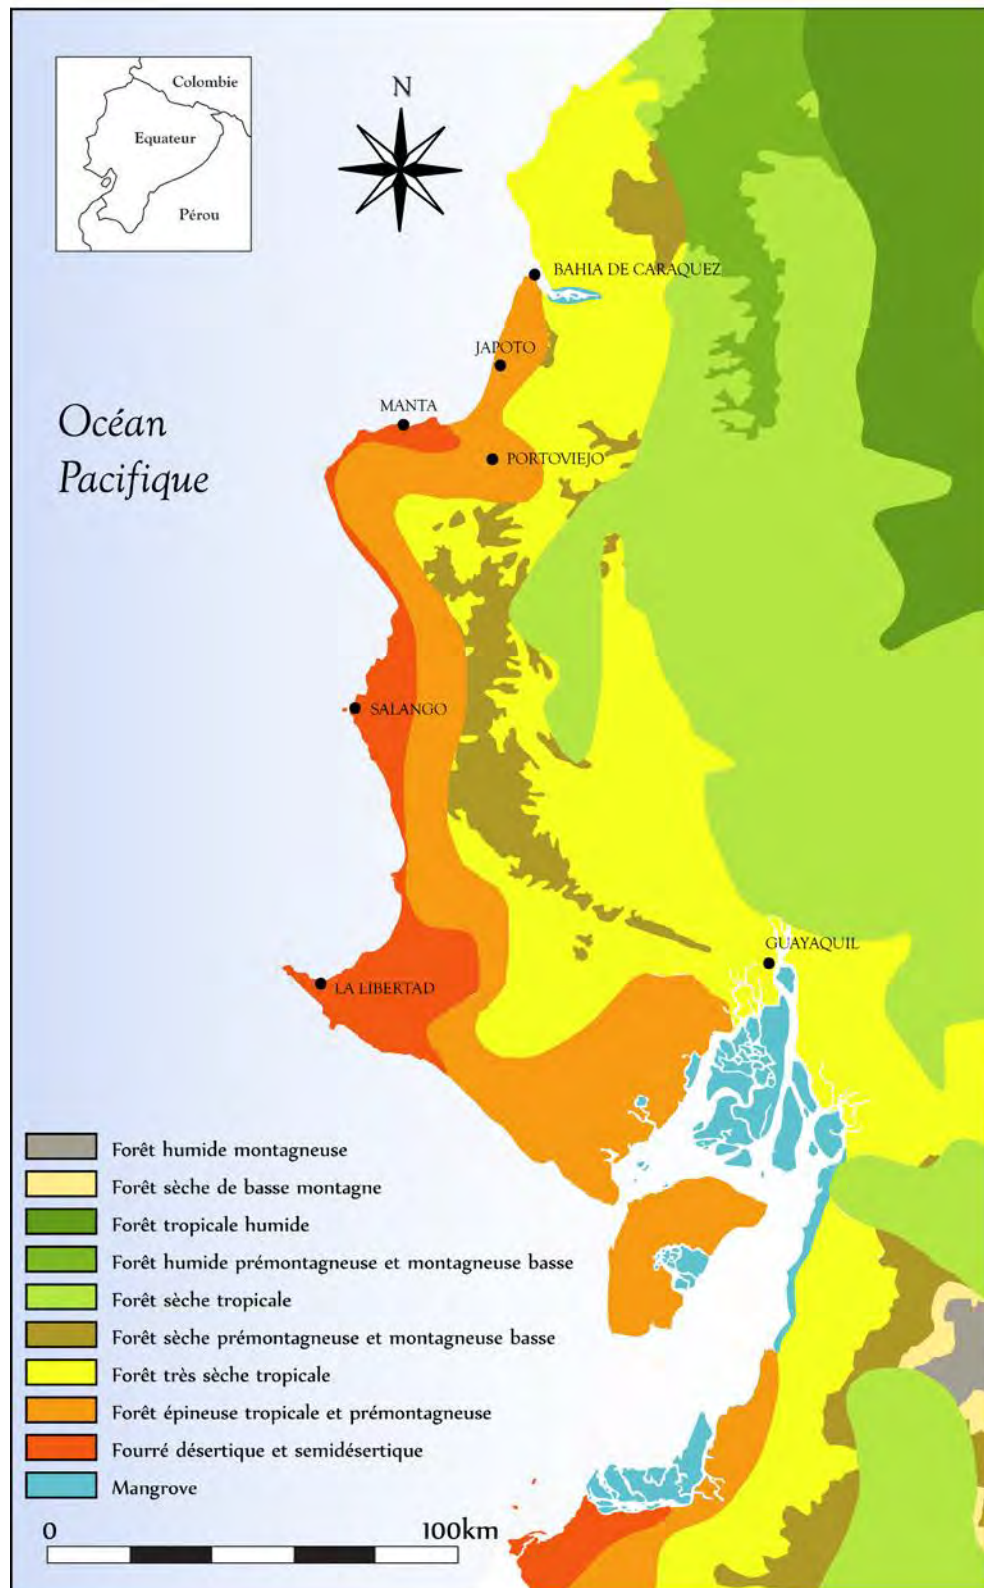 Colombie
Equateur
Pérou
N
BAHIA DE CARAQUEZ
JAPOTO
MANTA
Océan
Pacifique
PORTOVIEJO
SALANGO
GUAYAQUIL
LA LIBERTAD
Forêt humide montagneuse
Forêt sèche de basse montagne
Forêt tropicale humide
Forêt humide prémontagneuse et montagneuse basse
Forêt sèche tropicale
Forêt sèche prémontagneuse et montagneuse basse
Forêt très sèche tropicale
Forêt épineuse tropicale et prémontagneuse
Fourré désertique et semidésertique
Mangrove
0 100km